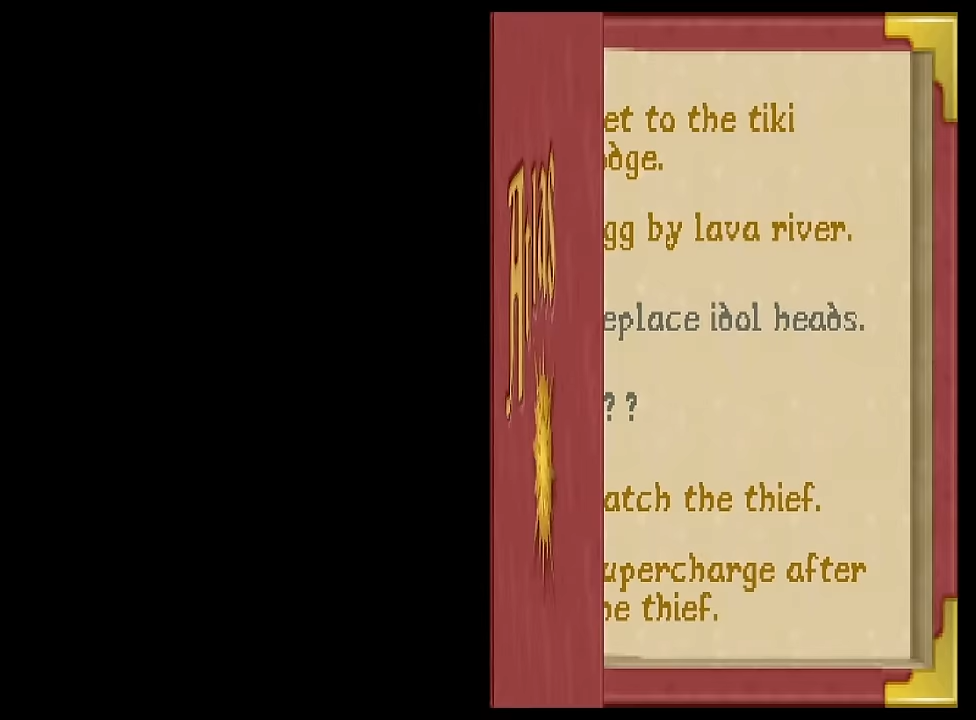 Atlas
et to the tiki
odge.
gg by lava river.
eplace idol heads.
? ?
atch the thief.
upercharge after
he thief.